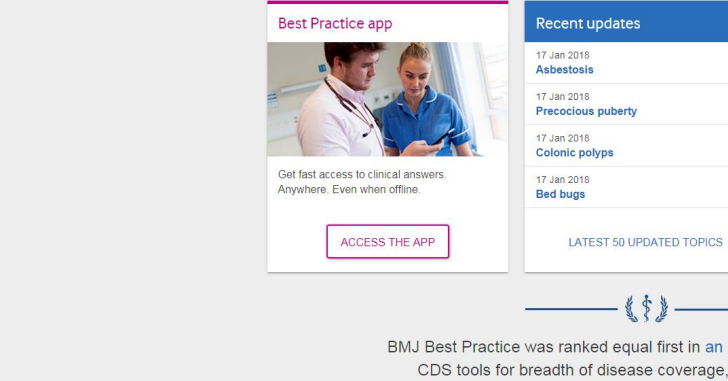 Best Practice app
Get fast access to clinical answers.
Anywhere. Even when offline.
ACCESS THE APP
Recent updates
17 Jan 2018
Asbestosis
17 Jan 2018
Precocious puberty
17 Jan 2018
Colonic polyps
17 Jan 2018
Bed bugs
LATEST 50 UPDATED TOPICS
BMJ Best Practice was ranked equal first in an
CDS tools for breadth of disease coverage,